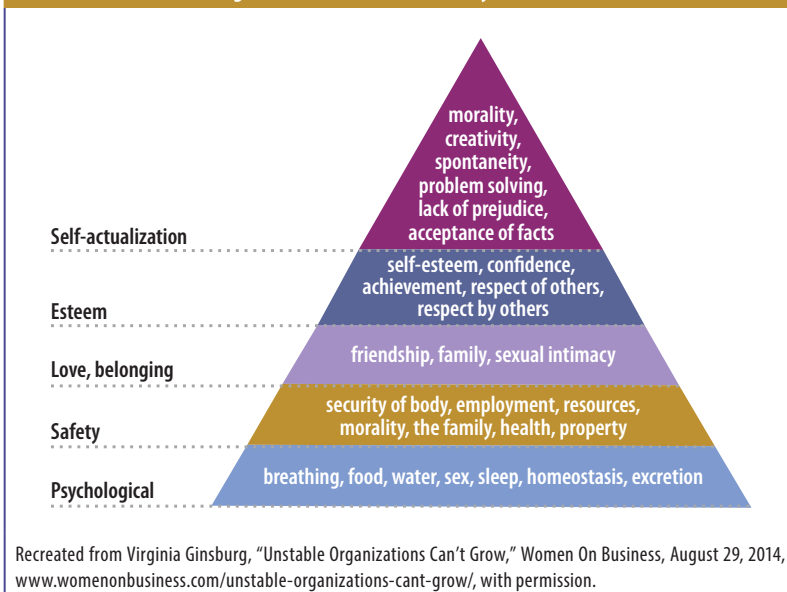 morality,
creativity,
spontaneity,
problem solving,
lack of prejudice,
acceptance of facts
Self-actualization
self-esteem, confidence,
achievement, respect of others,
respect by others
Esteem
friendship, family, sexual intimacy
Love, belonging
security of body, employment, resources,
morality, the family, health, property
Safety
breathing, food, water, sex, sleep, homeostasis, excretion
Psychological
Recreated from Virginia Ginsburg, “Unstable Organizations Can’t Grow,” Women On Business, August 29, 2014,
www.womenonbusiness.com/unstable-organizations-cant-grow/, with permission.